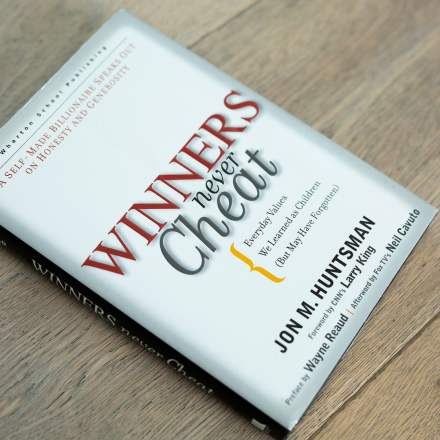 Wharton School Publishing
A SELF-MADE BILLIONAIRE SPEAKS OUT
ON HONESTY AND GENEROSITY
WINNERS
never
Cheat
Everyday Values
We Learned as Children
(But May Have Forgotten)
JON M. HUNTSMAN
Foreword by CNN's Larry King
Preface by Wayne Reaud | Afterword by Fox TV's Neil Cavuto
WINNERS never Cheat